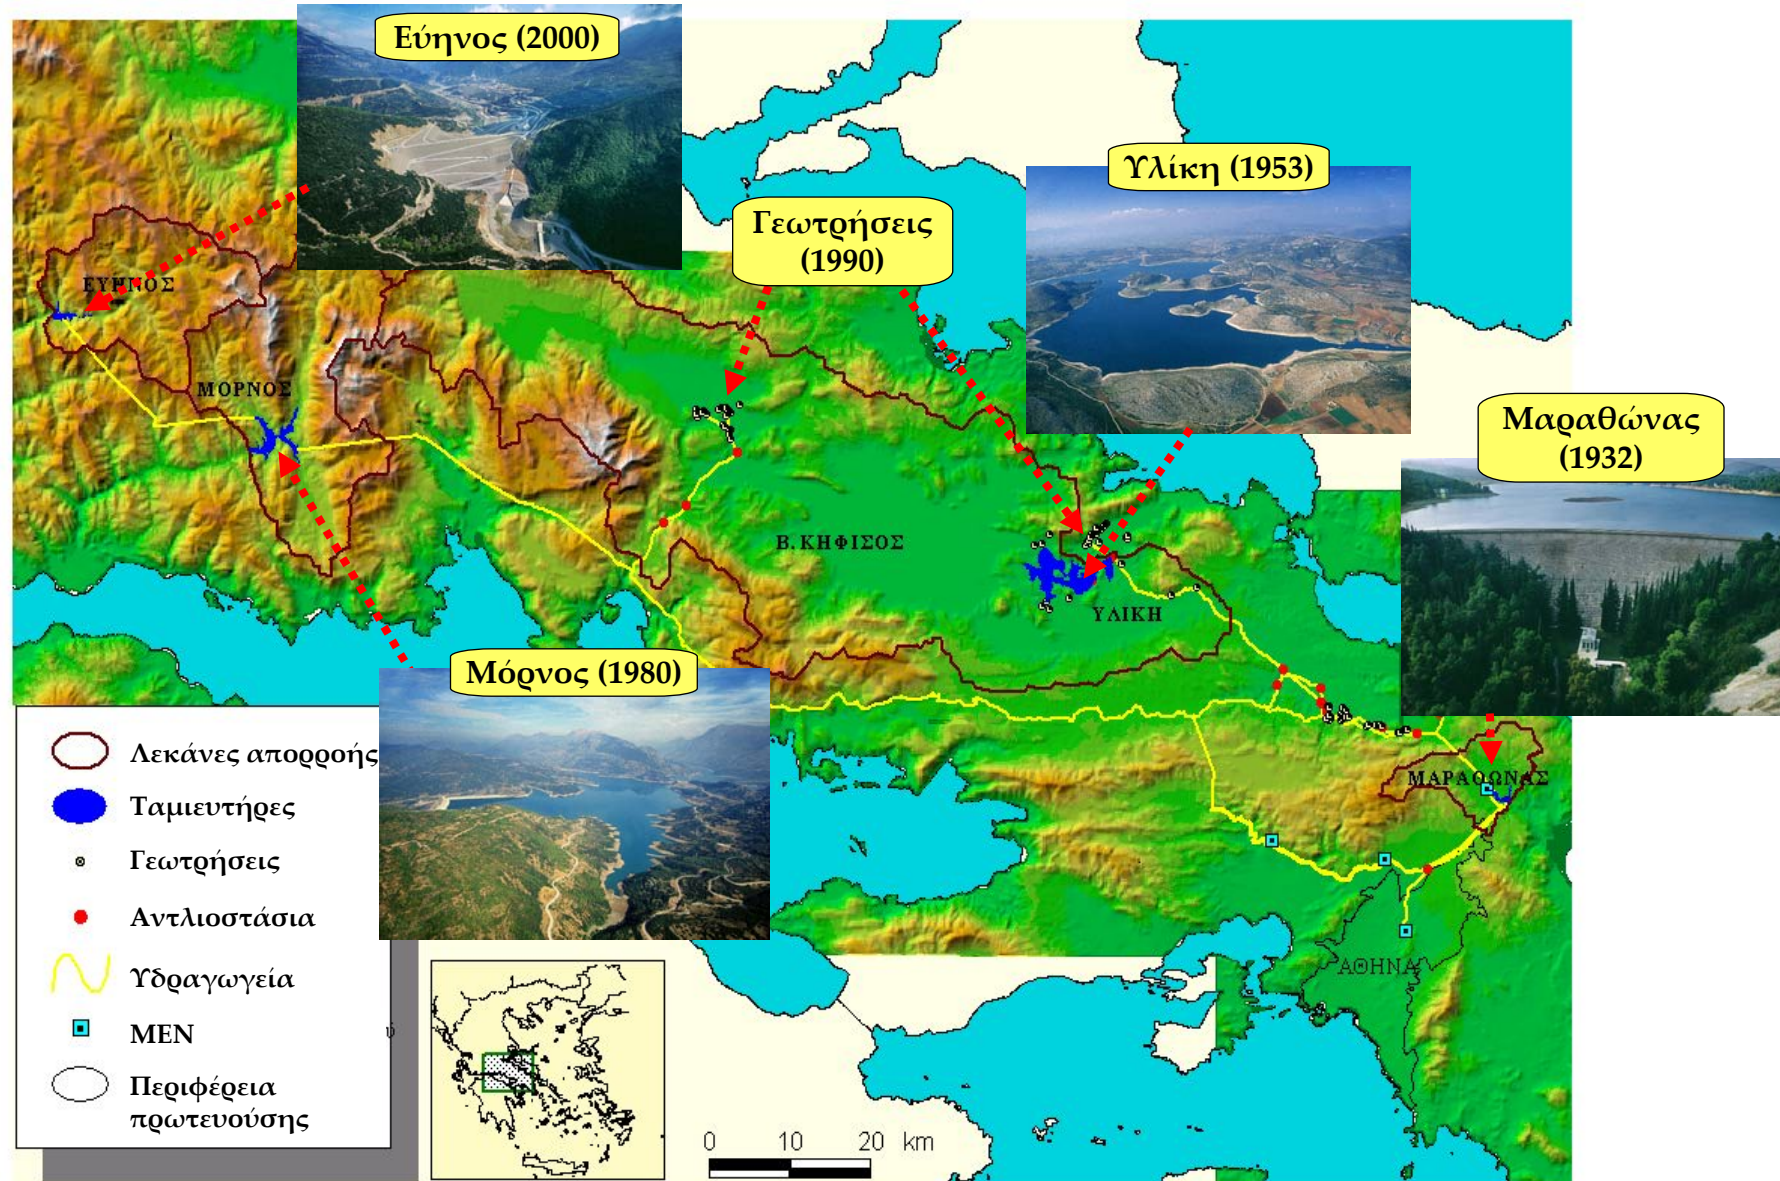 Εύηνος (2000)
Υλίκη (1953)
Γεωτρήσεις
(1990)
ΕΥΗΝΟΣ
ΜΟΡΝΟΣ
Μαραθώνας
(1932)
Β. ΚΗΦΙΣΟΣ
ΥΛΙΚΗ
Μόρνος (1980)
ΜΑΡΑΘΩΝΑΣ
Λεκάνες απορροής
Ταμιευτήρες
Γεωτρήσεις
Αντλιοστάσια
Υδραγωγεία
ΜΕΝ
ύ
Περιφέρεια
πρωτευούσης
ΑΘΗΝΑ
0 10 20 km